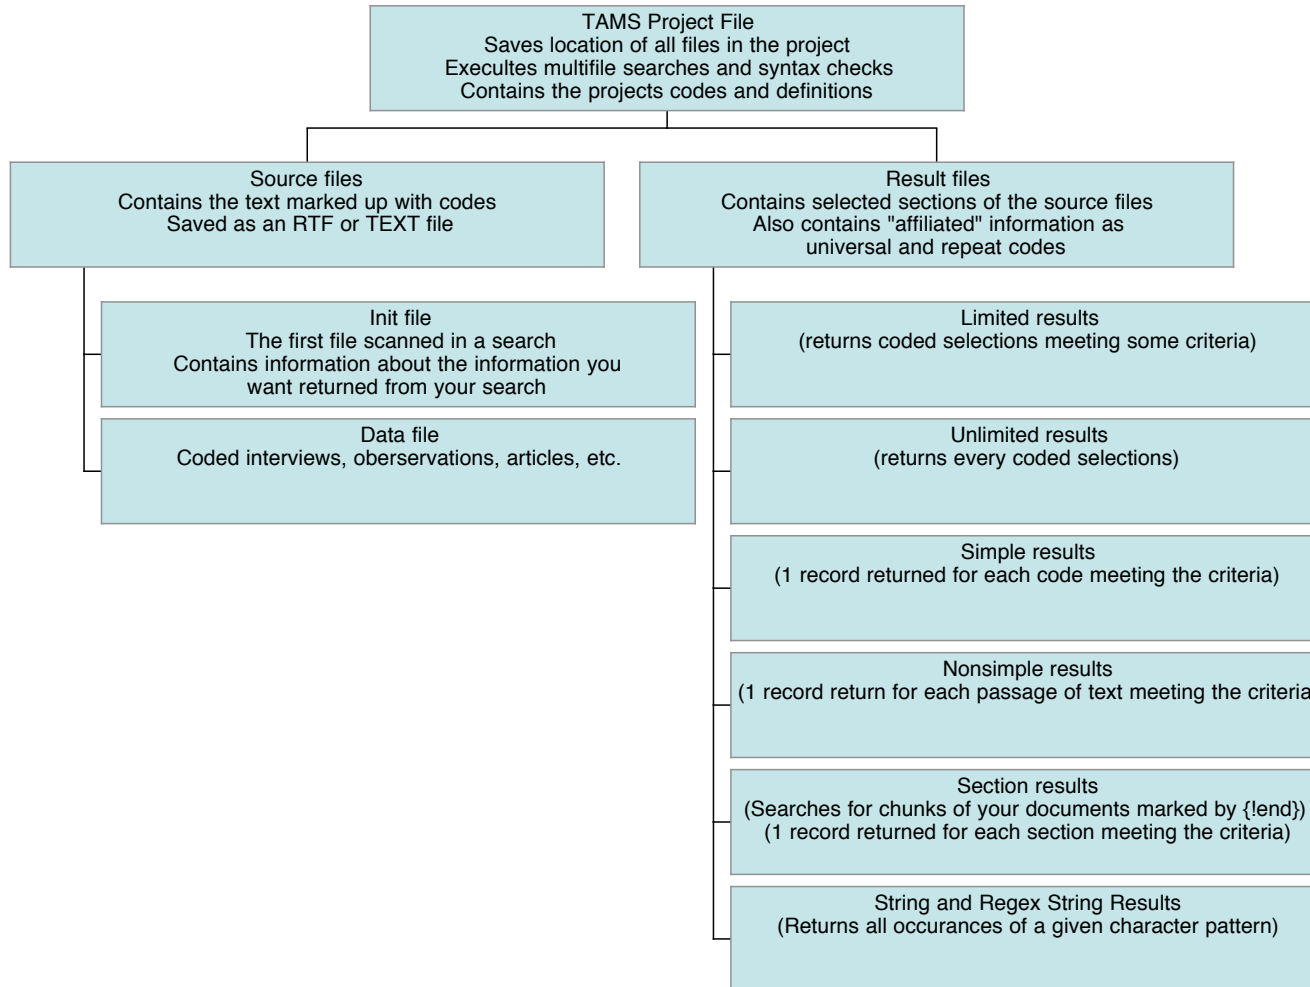 TAMS Project File
Saves location of all files in the project
Execultes multifile searches and syntax checks
Contains the projects codes and definitions
Source files
Contains the text marked up with codes
Saved as an RTF or TEXT file
Result files
Contains selected sections of the source files
Also contains "affiliated" information as
universal and repeat codes
Init file
The first file scanned in a search
Contains information about the information you
want returned from your search
Data file
Coded interviews, oberservations, articles, etc.
Limited results
(returns coded selections meeting some criteria)
Unlimited results
(returns every coded selections)
Simple results
(1 record returned for each code meeting the criteria)
Nonsimple results
(1 record return for each passage of text meeting the criteria
Section results
(Searches for chunks of your documents marked by {!end})
(1 record returned for each section meeting the criteria)
String and Regex String Results
(Returns all occurances of a given character pattern)